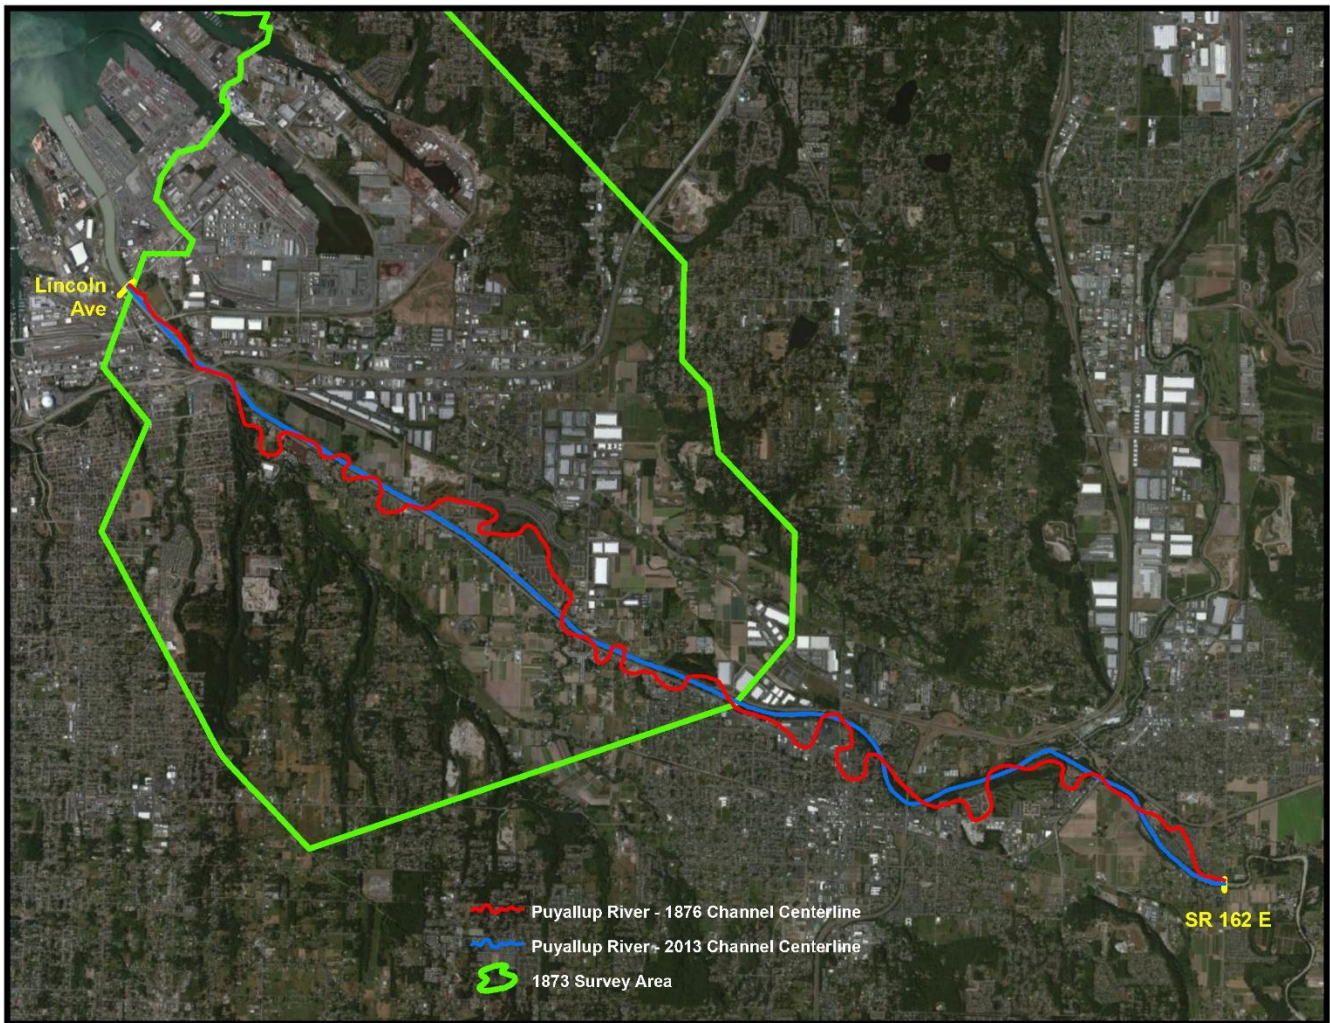 Lincoln
Ave
Puyallup River - 1876 Channel Centerline
SR 162 E
Puyallup River - 2013 Channel Centerline
1873 Survey Area